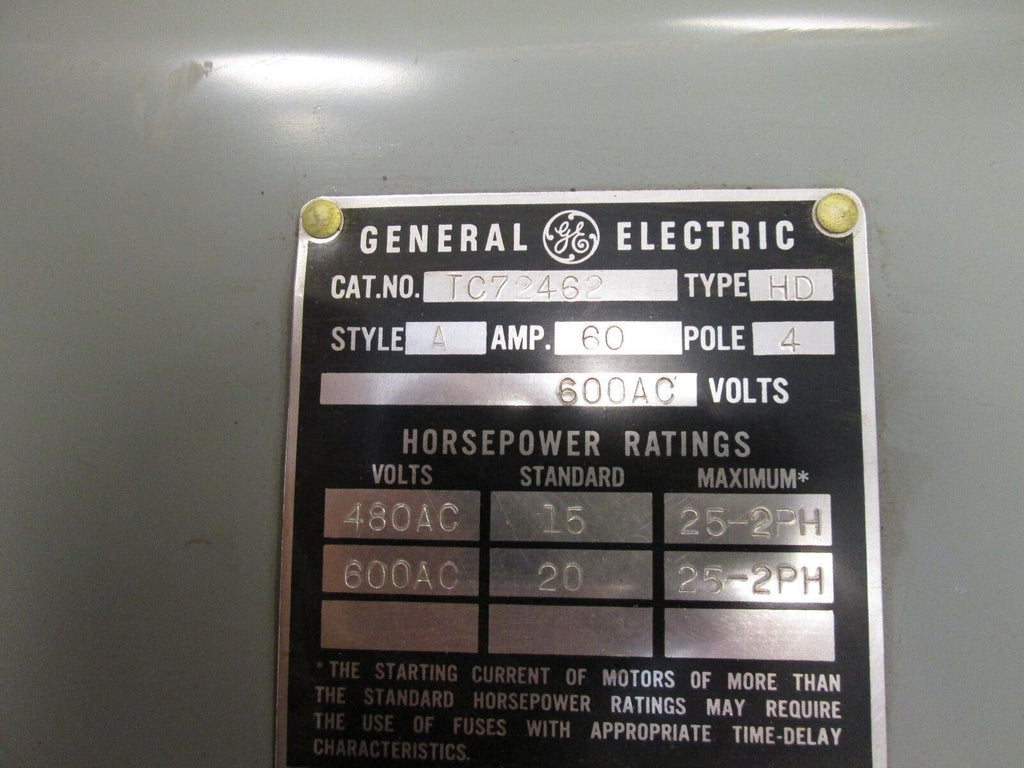 GENERAL GE ELECTRIC
CAT.NO. TC72462 TYPE HD
STYLE A AMP. 60 POLE 4
600AC VOLTS
HORSEPOWER RATINGS
VOLTS STANDARD MAXIMUM*
480AC 15 25-2PH
600AC 20 25-2PH
*THE STARTING CURRENT OF MOTORS OF MORE THAN
THE STANDARD HORSEPOWER RATINGS MAY REQUIRE
THE USE OF FUSES WITH APPROPRIATE TIME-DELAY
CHARACTERISTICS.